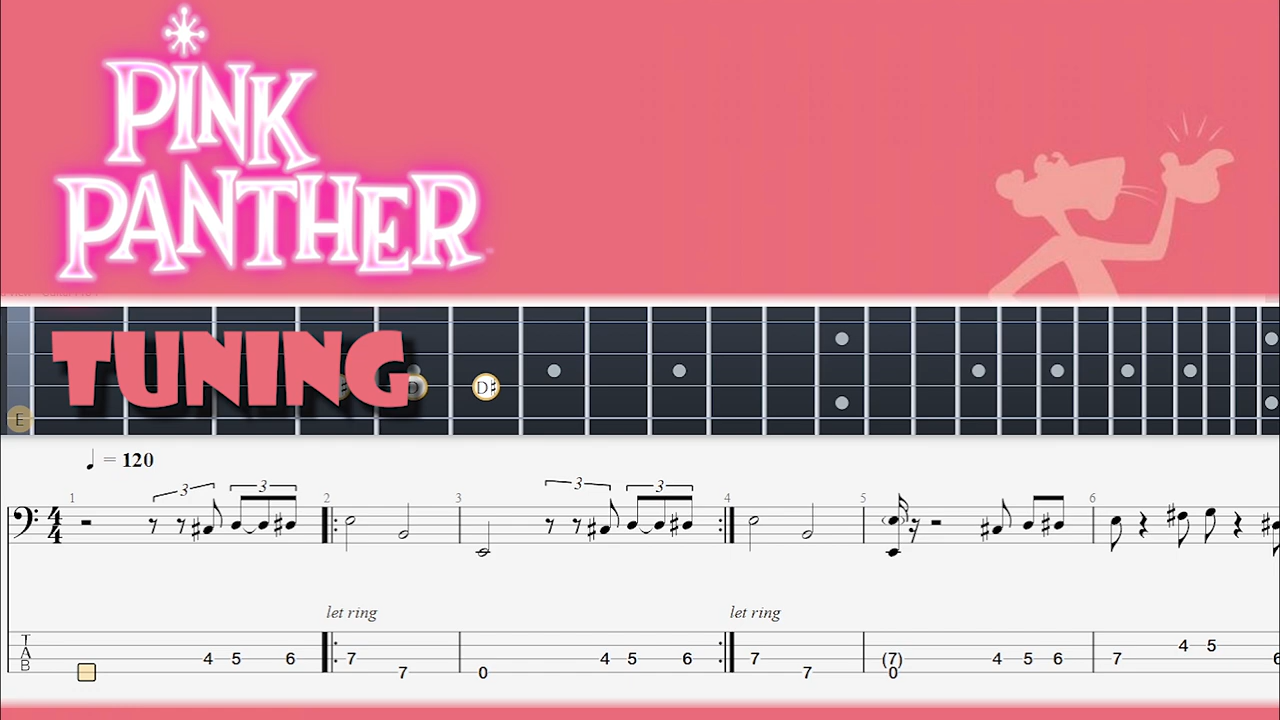 PINK
PANTHER
TUNING
D D♯
E
♩ = 120
3 3 3 3
1 2 3 4 5 6
4
4
let ring let ring
T 4 5
A 4 5 6 7 4 5 6 7 (7) 4 5 6 7 6
B 7 0 7 0